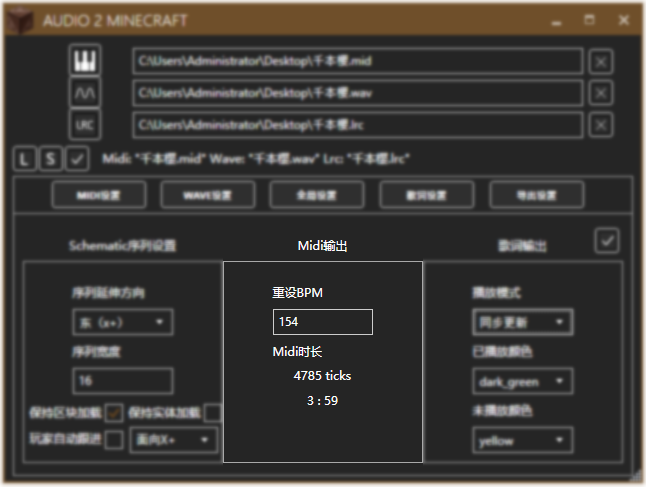 AUDIO 2 MINECRAFT
C:\Users\Administrator\Desktop\千本樱.mid
C:\Users\Administrator\Desktop\千本樱.wav
LRC C:\Users\Administrator\Desktop\千本樱.lrc
L S Midi: "千本樱.mid" Wave: "千本樱.wav" Lrc: "千本樱.lrc"
MIDI设置 WAVE设置 全局设置 歌词设置 导出设置
Schematic序列设置 Midi输出 歌词输出
序列延伸方向 重设BPM 播放模式
东（x+） 154 同步更新
序列宽度 Midi时长 已播放颜色
16 4785 ticks dark_green
3 : 59
保持区块加载 保持实体加载 未播放颜色
玩家自动跟进 面向X+ yellow